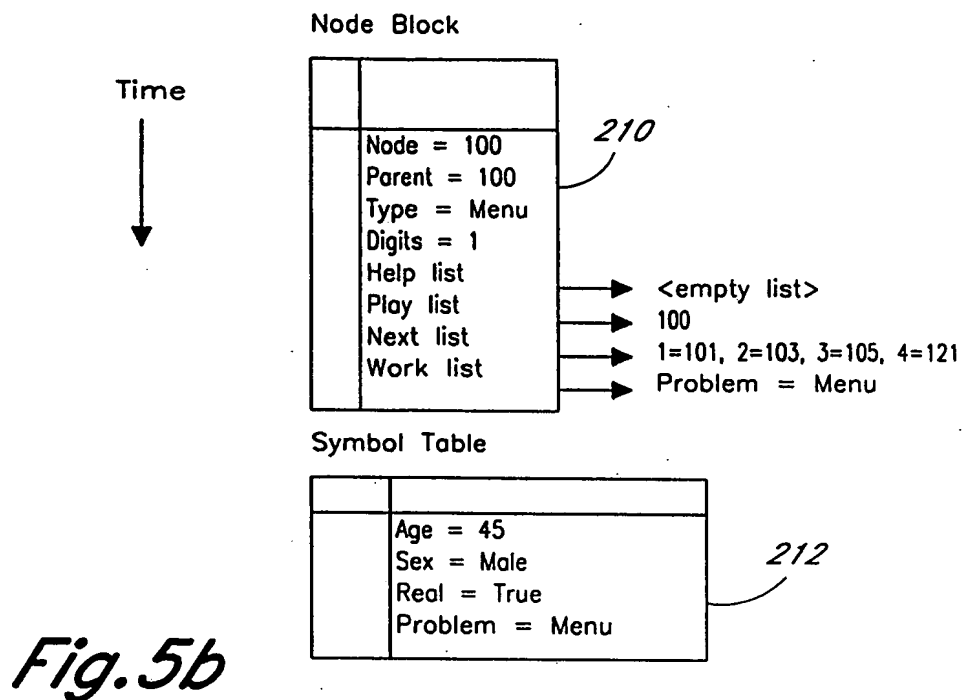 Node Block
Time
210
Node = 100
Parent = 100
Type = Menu
Digits = 1
Help list
<empty list>
Play list
100
Next list
1=101, 2=103, 3=105, 4=121
Work list
Problem = Menu
Symbol Table
Age = 45
Sex = Male
212
Real = True
Problem = Menu
Fig.5b